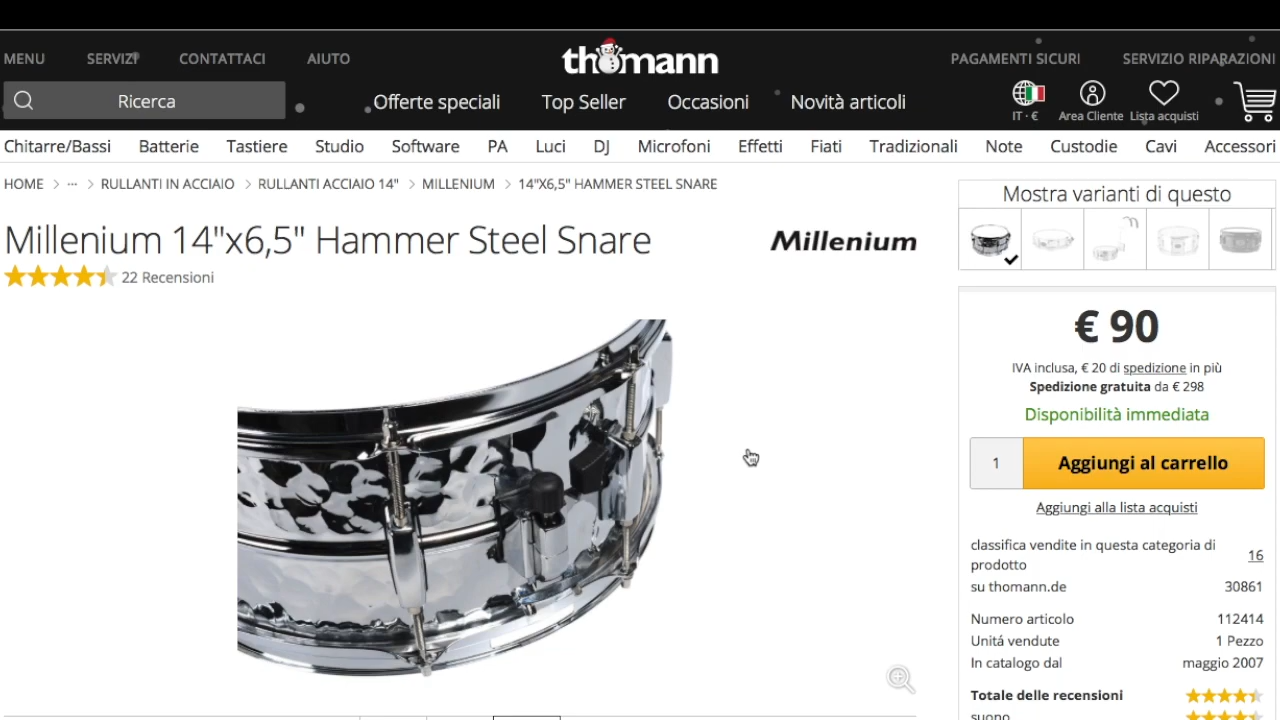 MENU SERVIZI CONTATTACI AIUTO thomann PAGAMENTI SICURI SERVIZIO RIPARAZIONI
Ricerca Offerte speciali Top Seller Occasioni Novità articoli IT · € Area Cliente Lista acquisti
Chitarre/Bassi Batterie Tastiere Studio Software PA Luci DJ Microfoni Effetti Fiati Tradizionali Note Custodie Cavi Accessori
HOME > ··· > RULLANTI IN ACCIAIO > RULLANTI ACCIAIO 14" > MILLENIUM > 14"X6,5" HAMMER STEEL SNARE
Millenium 14"x6,5" Hammer Steel Snare
Millenium
22 Recensioni
Mostra varianti di questo
€ 90
IVA inclusa, € 20 di spedizione in più
Spedizione gratuita da € 298
Disponibilità immediata
1 Aggiungi al carrello
Aggiungi alla lista acquisti
classifica vendite in questa categoria di prodotto 16
su thomann.de 30861
Numero articolo 112414
Unitá vendute 1 Pezzo
In catalogo dal maggio 2007
Totale delle recensioni
suono